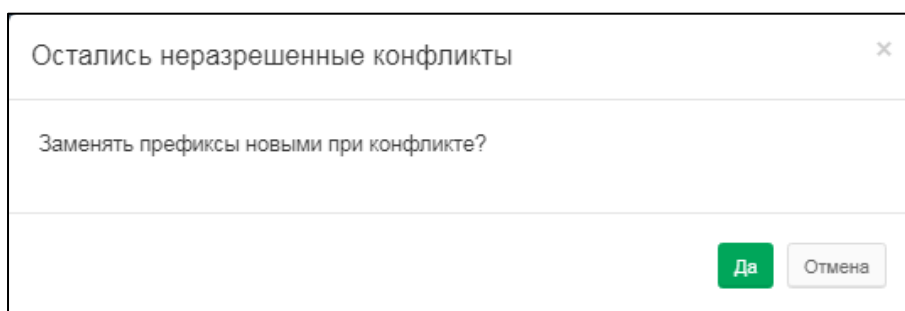 Остались неразрешенные конфликты
Заменять префиксы новыми при конфликте?
Да
Отмена